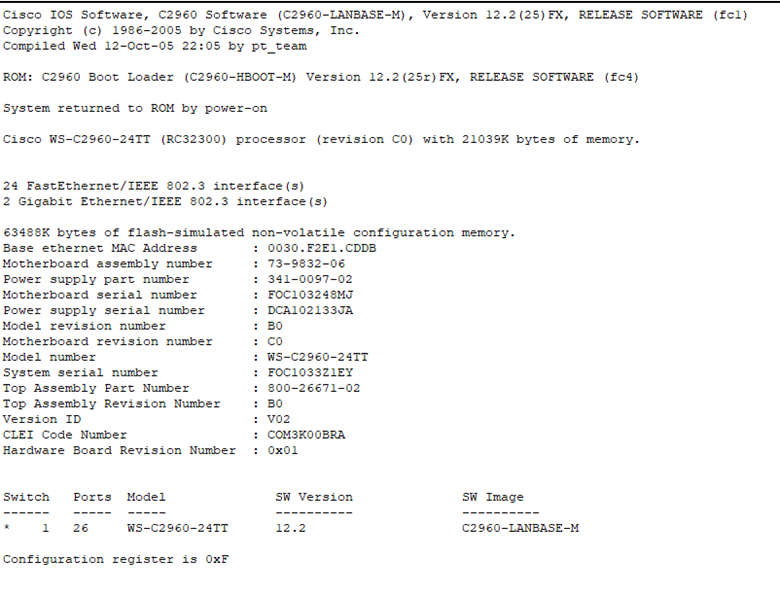 Cisco IOS Software, C2960 Software (C2960-LANBASE-M), Version 12.2(25)FX, RELEASE SOFTWARE (fc1)
Copyright (c) 1986-2005 by Cisco Systems, Inc.
Compiled Wed 12-Oct-05 22:05 by pt_team
ROM: C2960 Boot Loader (C2960-HBOOT-M) Version 12.2(25r)FX, RELEASE SOFTWARE (fc4)
System returned to ROM by power-on
Cisco WS-C2960-24TT (RC32300) processor (revision C0) with 21039K bytes of memory.
24 FastEthernet/IEEE 802.3 interface(s)
2 Gigabit Ethernet/IEEE 802.3 interface(s)
63488K bytes of flash-simulated non-volatile configuration memory.
Base ethernet MAC Address : 0030.F2E1.CDDB
Motherboard assembly number : 73-9832-06
Power supply part number : 341-0097-02
Motherboard serial number : FOC103248MJ
Power supply serial number : DCA102133JA
Model revision number : B0
Motherboard revision number : C0
Model number : WS-C2960-24TT
System serial number : FOC1033Z1EY
Top Assembly Part Number : 800-26671-02
Top Assembly Revision Number : B0
Version ID : V02
CLEI Code Number : COM3K00BRA
Hardware Board Revision Number : 0x01
Switch Ports Model SW Version SW Image
------ ----- ----- ---------- ----------
* 1 26 WS-C2960-24TT 12.2 C2960-LANBASE-M
Configuration register is 0xF